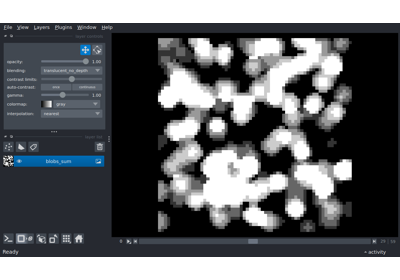 File View Layers Plugins Window Help
opacity: 1.00
blending: translucent_no_depth
contrast limits:
auto-contrast: once continuous
gamma: 1.00
colormap: gray
interpolation: nearest
blobs_sum
Ready
activity